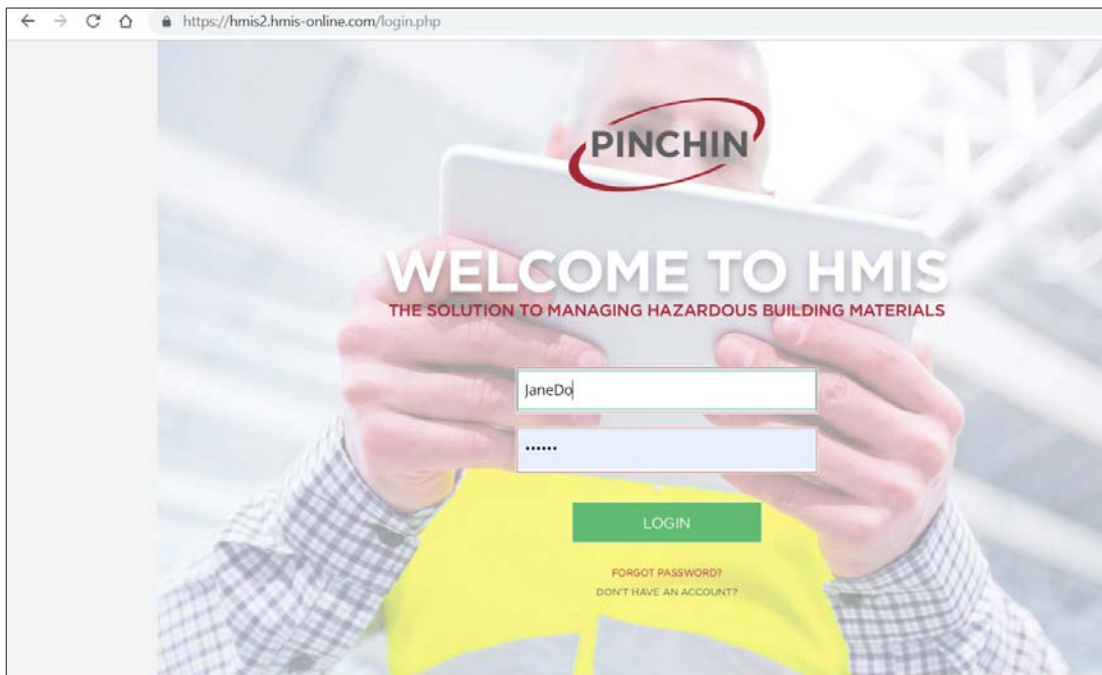 https://hmis2.hmis-online.com/login.php
PINCHIN
WELCOME TO HMIS
THE SOLUTION TO MANAGING HAZARDOUS BUILDING MATERIALS
JaneDo
••••••
LOGIN
FORGOT PASSWORD?
DON'T HAVE AN ACCOUNT?